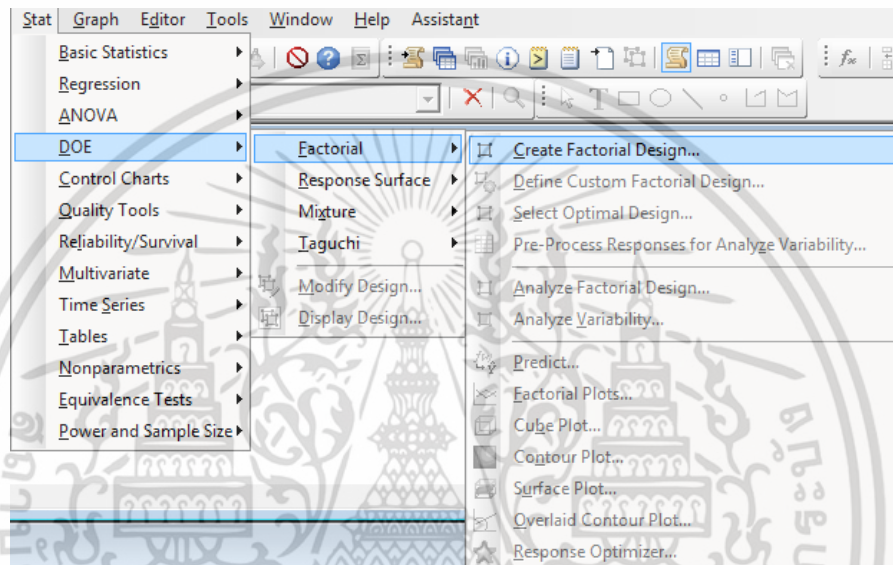 Stat Graph Editor Tools Window Help Assistant
Basic Statistics
Regression
ANOVA
DOE
Control Charts
Quality Tools
Reliability/Survival
Multivariate
Time Series
Tables
Nonparametrics
Equivalence Tests
Power and Sample Size
Factorial
Response Surface
Mixture
Taguchi
Modify Design...
Display Design...
Create Factorial Design...
Define Custom Factorial Design...
Select Optimal Design...
Pre-Process Responses for Analyze Variability...
Analyze Factorial Design...
Analyze Variability...
Predict...
Factorial Plots...
Cube Plot...
Contour Plot...
Surface Plot...
Overlaid Contour Plot...
Response Optimizer...